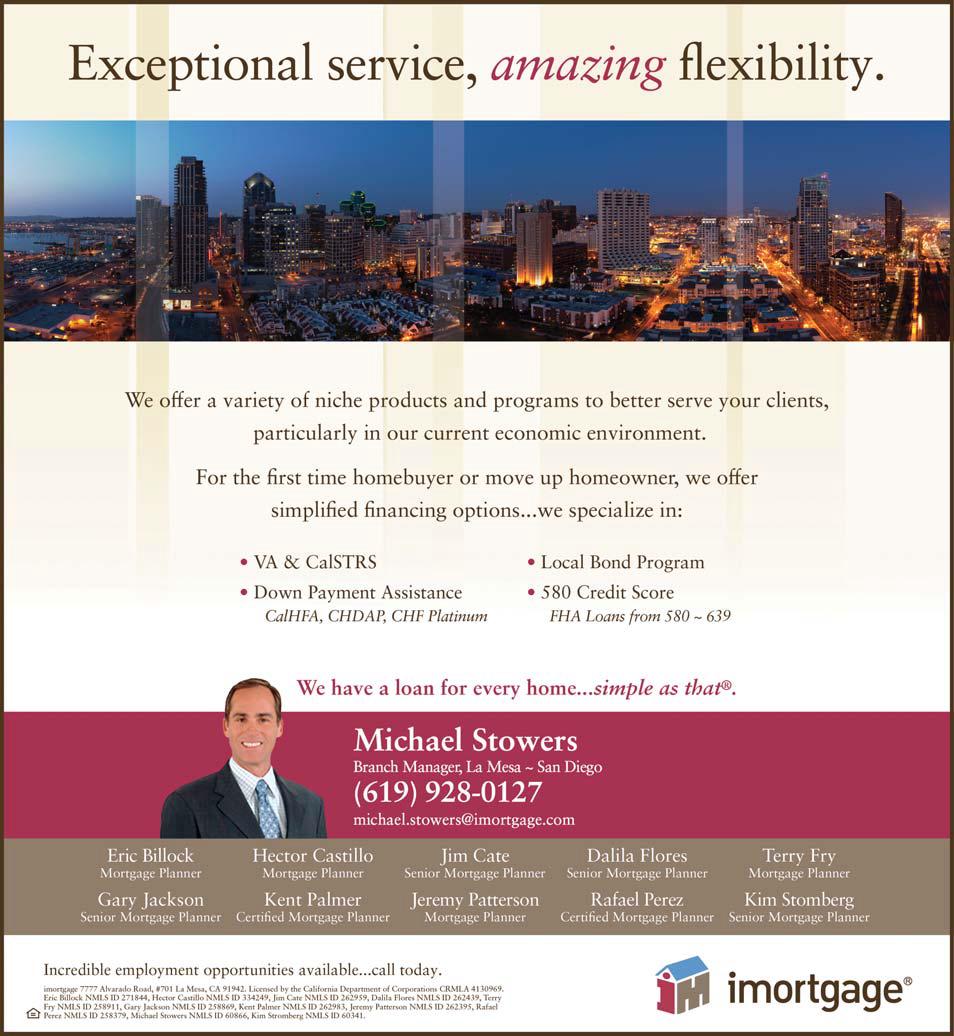 Exceptional service, amazing flexibility.
We offer a variety of niche products and programs to better serve your clients,
particularly in our current economic environment.
For the first time homebuyer or move up homeowner, we offer
simplified financing options...we specialize in:
• VA & CalSTRS
• Down Payment Assistance
CalHFA, CHDAP, CHF Platinum
• Local Bond Program
• 580 Credit Score
FHA Loans from 580 ~ 639
We have a loan for every home...simple as that®.
Michael Stowers
Branch Manager, La Mesa ~ San Diego
(619) 928-0127
michael.stowers@imortgage.com
Eric Billock
Mortgage Planner
Hector Castillo
Mortgage Planner
Jim Cate
Senior Mortgage Planner
Dalila Flores
Senior Mortgage Planner
Terry Fry
Mortgage Planner
Gary Jackson
Senior Mortgage Planner
Kent Palmer
Certified Mortgage Planner
Jeremy Patterson
Mortgage Planner
Rafael Perez
Certified Mortgage Planner
Kim Stomberg
Senior Mortgage Planner
Incredible employment opportunities available...call today.
imortgage 7777 Alvarado Road, #701 La Mesa, CA 91942. Licensed by the California Department of Corporations CRMLA 4130969.
Eric Billock NMLS ID 271844, Hector Castillo NMLS ID 334249, Jim Cate NMLS ID 262959, Dalila Flores NMLS ID 262439, Terry
Fry NMLS ID 258911, Gary Jackson NMLS ID 258869, Kent Palmer NMLS ID 262983, Jeremy Patterson NMLS ID 262395, Rafael
Perez NMLS ID 258379, Michael Stowers NMLS ID 60866, Kim Stromberg NMLS ID 60341.
imortgage®